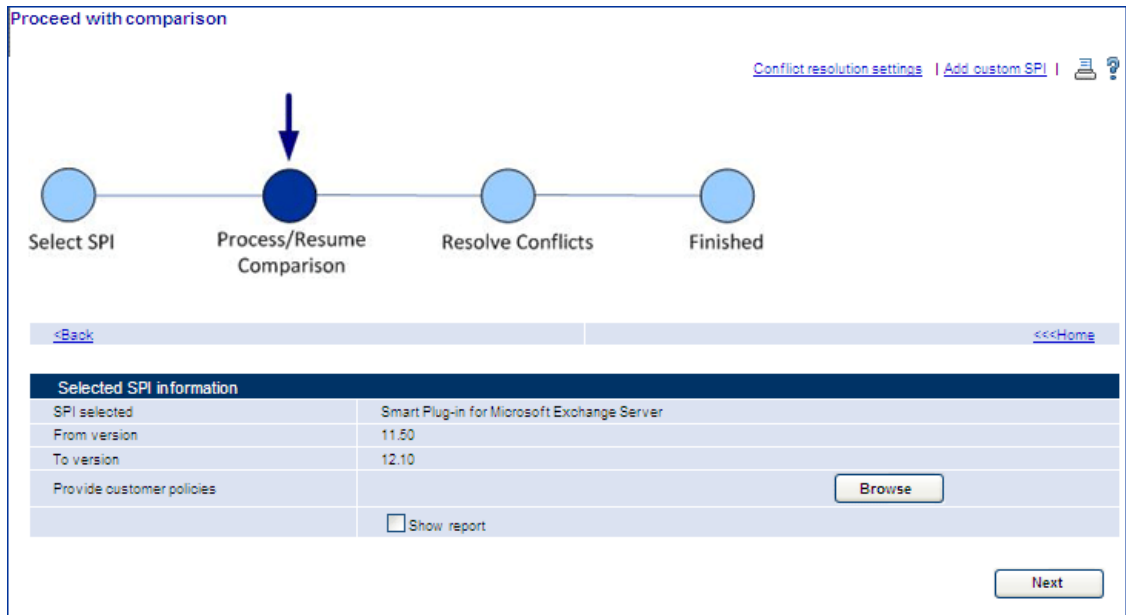 Proceed with comparison
Conflict resolution settings | Add custom SPI |
Select SPI
Process/Resume
Comparison
Resolve Conflicts
Finished
<Back
<<<Home
Selected SPI information
SPI selected Smart Plug-in for Microsoft Exchange Server
From version 11.50
To version 12.10
Provide customer policies Browse
Show report
Next